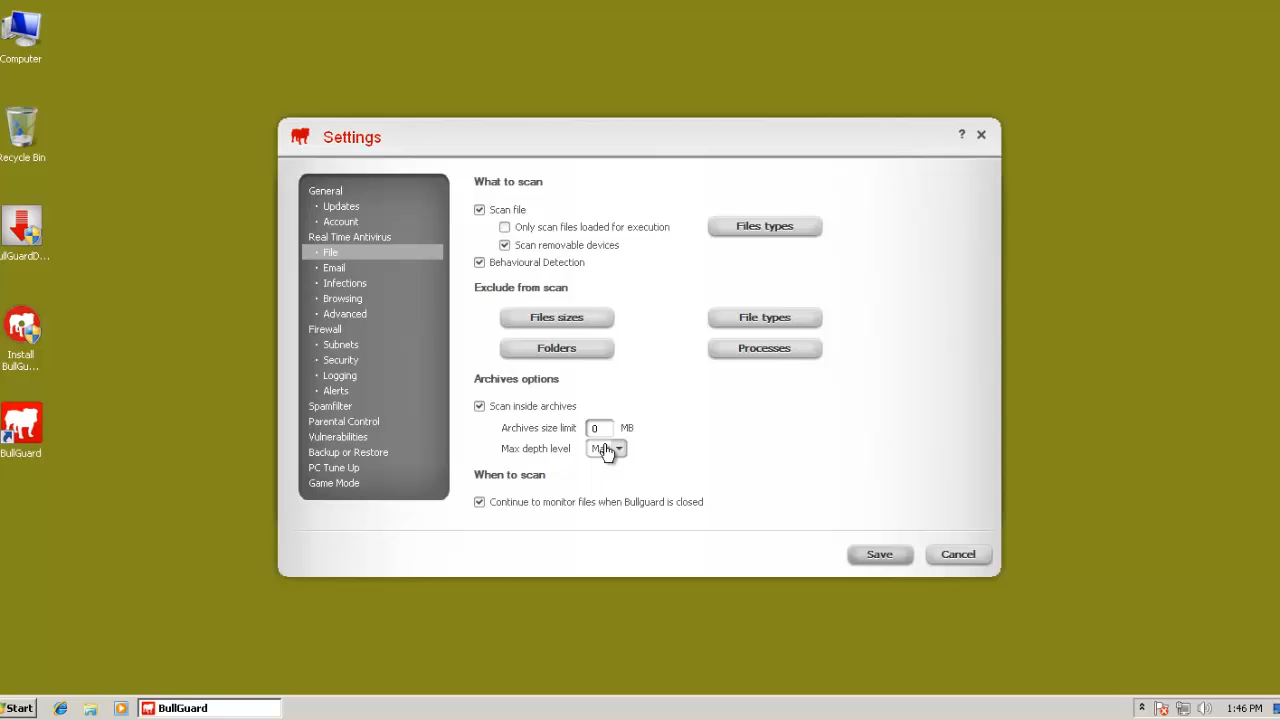 Computer
Recycle Bin
ullGuardD...
Install
BullGu...
BullGuard
Settings
?
General
Updates
Account
Real Time Antivirus
File
Email
Infections
Browsing
Advanced
Firewall
Subnets
Security
Logging
Alerts
Spamfilter
Parental Control
Vulnerabilities
Backup or Restore
PC Tune Up
Game Mode
What to scan
Scan file
Only scan files loaded for execution
Files types
Scan removable devices
Behavioural Detection
Exclude from scan
Files sizes
File types
Folders
Processes
Archives options
Scan inside archives
Archives size limit 0 MB
Max depth level
When to scan
Continue to monitor files when Bullguard is closed
Save
Cancel
Start
BullGuard
1:46 PM